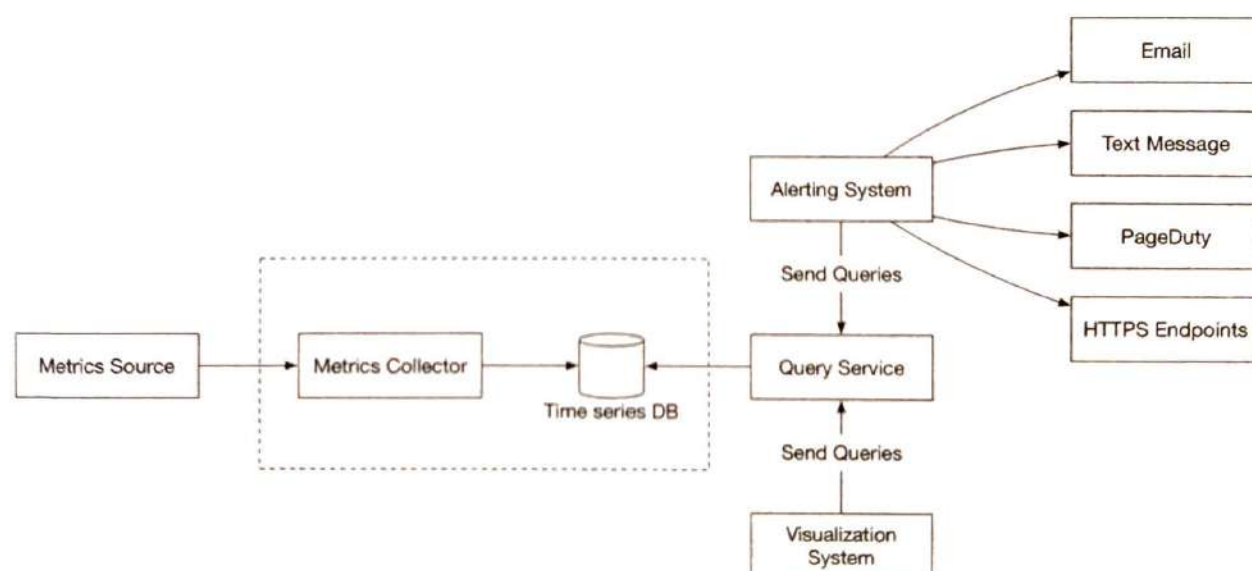 Email
Text Message
Alerting System
PageDuty
Send Queries
HTTPS Endpoints
Metrics Source
Metrics Collector
Query Service
Time series DB
Send Queries
Visualization
System